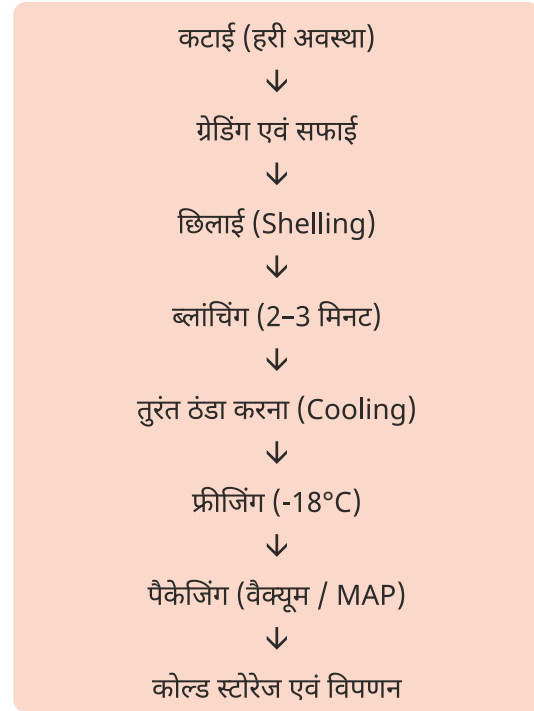 कटाई (हरी अवस्था)
↓
ग्रेडिंग एवं सफाई
↓
छिलाई (Shelling)
↓
ब्लांचिंग (2–3 मिनट)
↓
तुरंत ठंडा करना (Cooling)
↓
फ्रीजिंग (-18°C)
↓
पैकेजिंग (वैक्यूम / MAP)
↓
कोल्ड स्टोरेज एवं विपणन